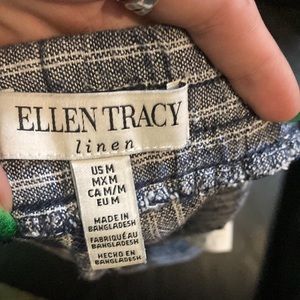 ELLEN TRACY
linen
US M
MX M
CA M/M
EU M
MADE IN
BANGLADESH
FABRIQUÉ AU
BANGLADESH
HECHO EN
BANGLADESH